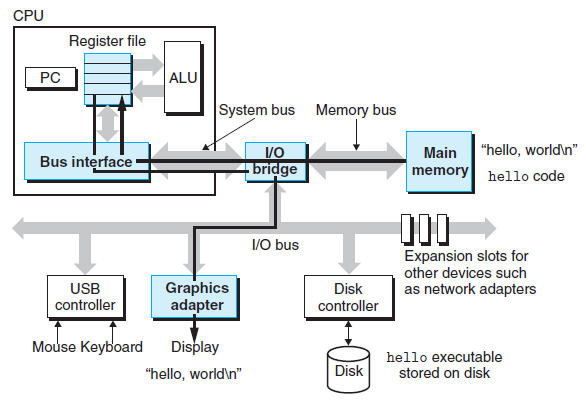 CPU
Register file
PC
ALU
System bus
Memory bus
Bus interface
I/O
bridge
Main
memory
“hello, world\n”
hello code
I/O bus
Expansion slots for
other devices such
as network adapters
USB
controller
Graphics
adapter
Disk
controller
Mouse Keyboard
Display
“hello, world\n”
Disk
hello executable
stored on disk